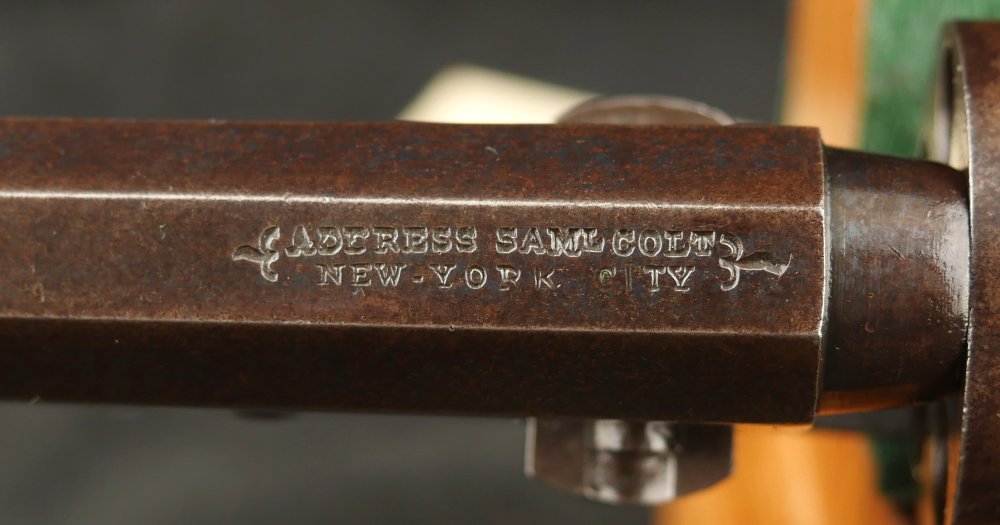 ADDRESS SAML COLT
NEW-YORK CITY